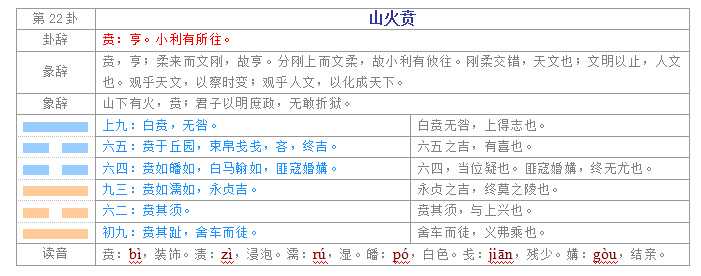 第 22 卦 山火贲
卦辞 贲：亨。小利有所往。
彖辞 贲，亨；柔来而文刚，故亨。分刚上而文柔，故小利有攸往。刚柔交错，天文也；文明以止，人文
也。观乎天文，以察时变；观乎人文，以化成天下。
象辞 山下有火，贲；君子以明庶政，无敢折狱。
上九：白贲，无咎。 白贲无咎，上得志也。
六五：贲于丘园，束帛戋戋，吝，终吉。 六五之吉，有喜也。
六四：贲如皤如，白马翰如，匪寇婚媾。 六四，当位疑也。匪寇婚媾，终无尤也。
九三：贲如濡如，永贞吉。 永贞之吉，终莫之陵也。
六二：贲其须。 贲其须，与上兴也。
初九：贲其趾，舍车而徒。 舍车而徒，义弗乘也。
读音 贲：bì，装饰。渍：zì，浸泡。濡：rú，湿。皤：pó，白色。戋：jiān，残少。媾：gòu，结亲。